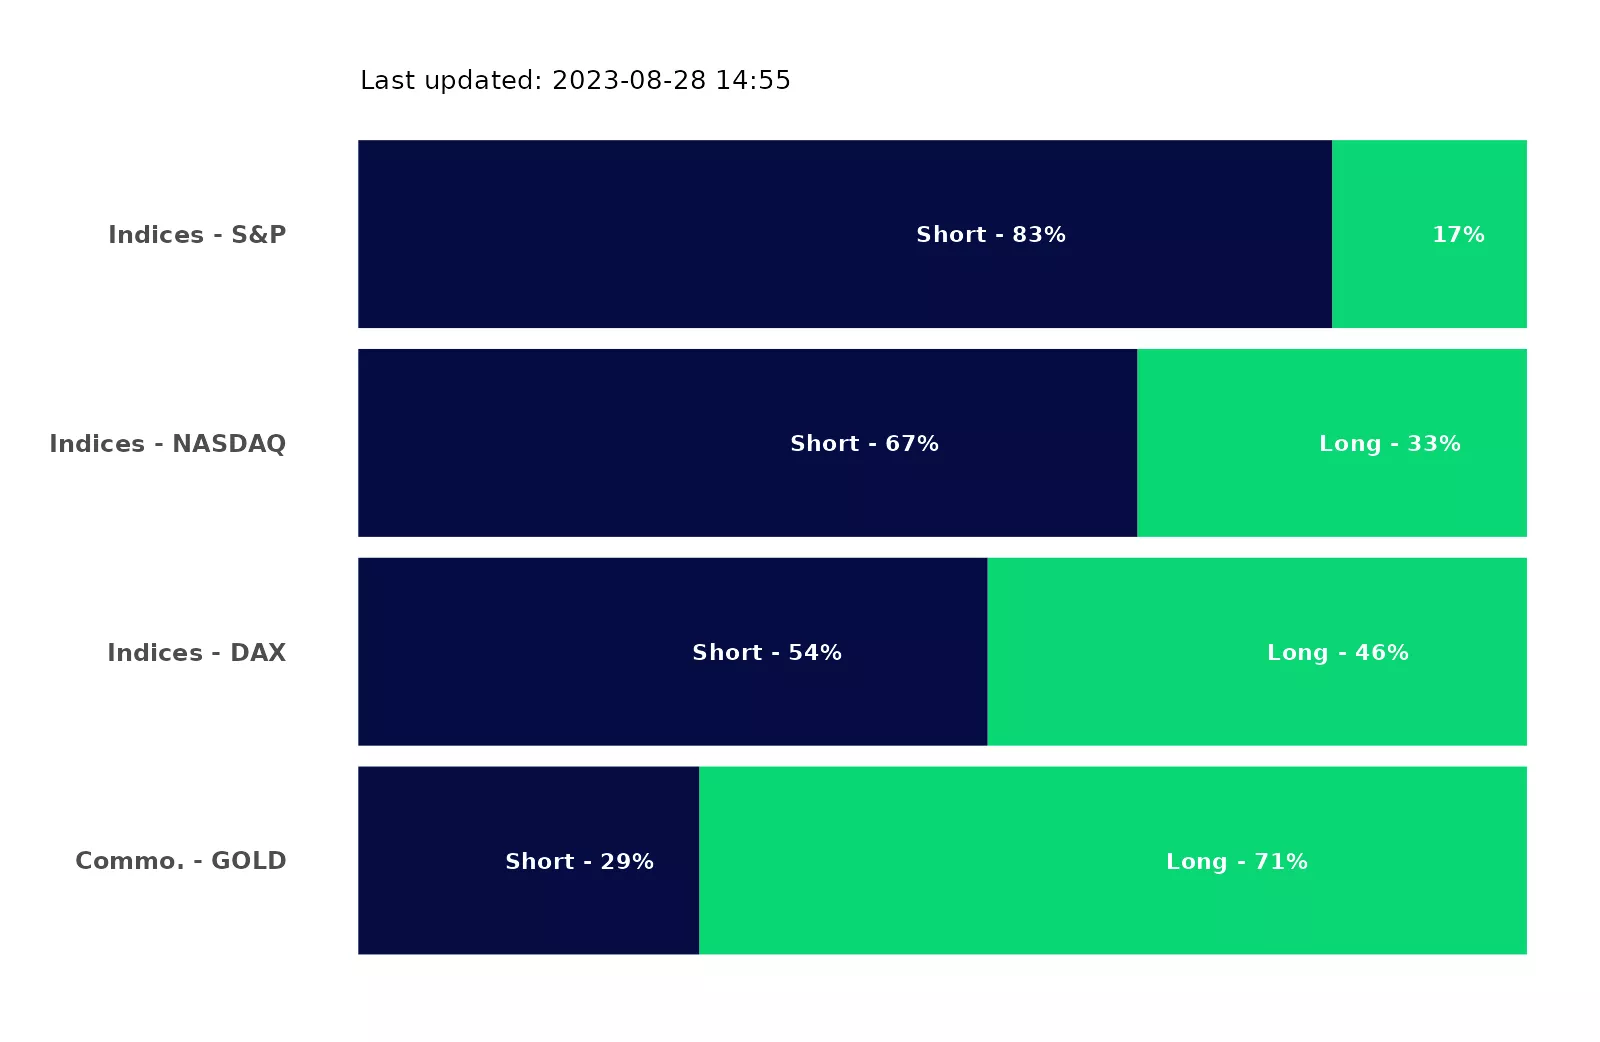 Last updated: 2023-08-28 14:55
Indices - S&P
Short - 83%
17%
Indices - NASDAQ
Short - 67%
Long - 33%
Indices - DAX
Short - 54%
Long - 46%
Commo. - GOLD
Short - 29%
Long - 71%